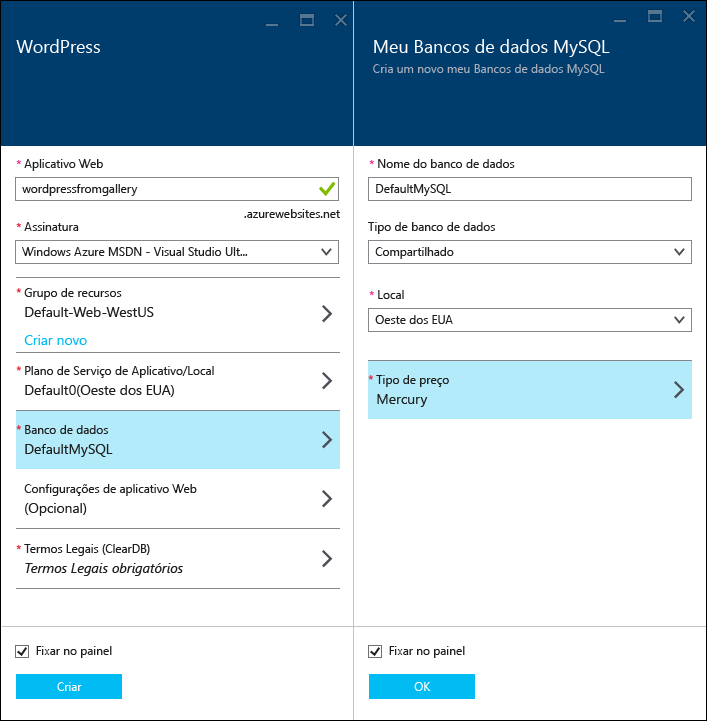 WordPress
* Aplicativo Web
wordpressfromgallery
.azurewebsites.net
* Assinatura
Windows Azure MSDN - Visual Studio Ult...
* Grupo de recursos
Default-Web-WestUS
Criar novo
* Plano de Serviço de Aplicativo/Local
Default0(Oeste dos EUA)
* Banco de dados
DefaultMySQL
Configurações de aplicativo Web
(Opcional)
* Termos Legais (ClearDB)
Termos Legais obrigatórios
Fixar no painel
Criar
Meu Bancos de dados MySQL
Cria um novo meu Bancos de dados MySQL
* Nome do banco de dados
DefaultMySQL
Tipo de banco de dados
Compartilhado
* Local
Oeste dos EUA
* Tipo de preço
Mercury
Fixar no painel
OK